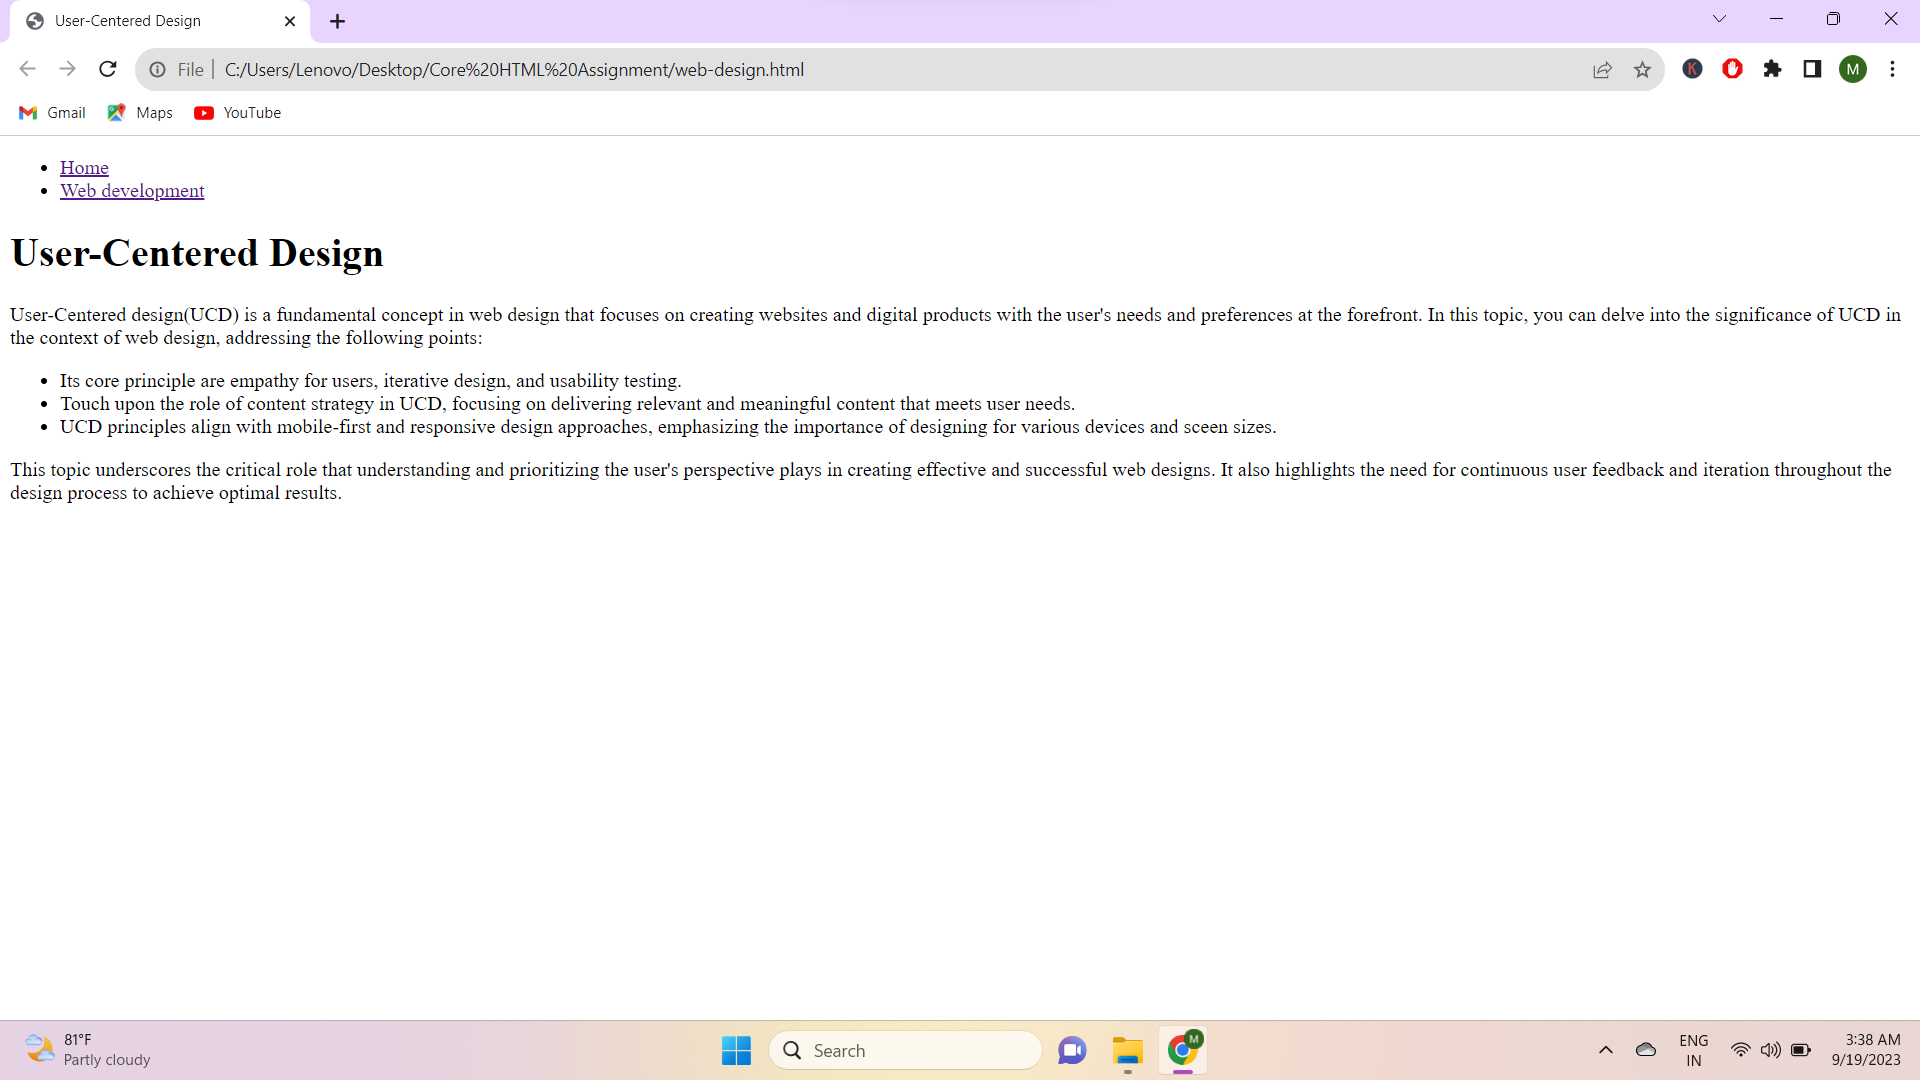 User-Centered Design
File
C:/Users/Lenovo/Desktop/Core%20HTML%20Assignment/web-design.html
K
M
Gmail
Maps
YouTube
Home
Web development
User-Centered Design
User-Centered design(UCD) is a fundamental concept in web design that focuses on creating websites and digital products with the user's needs and preferences at the forefront. In this topic, you can delve into the significance of UCD in
the context of web design, addressing the following points:
Its core principle are empathy for users, iterative design, and usability testing.
Touch upon the role of content strategy in UCD, focusing on delivering relevant and meaningful content that meets user needs.
UCD principles align with mobile-first and responsive design approaches, emphasizing the importance of designing for various devices and sceen sizes.
This topic underscores the critical role that understanding and prioritizing the user's perspective plays in creating effective and successful web designs. It also highlights the need for continuous user feedback and iteration throughout the
design process to achieve optimal results.
81°F
Partly cloudy
Search
M
ENG
IN
3:38 AM
9/19/2023